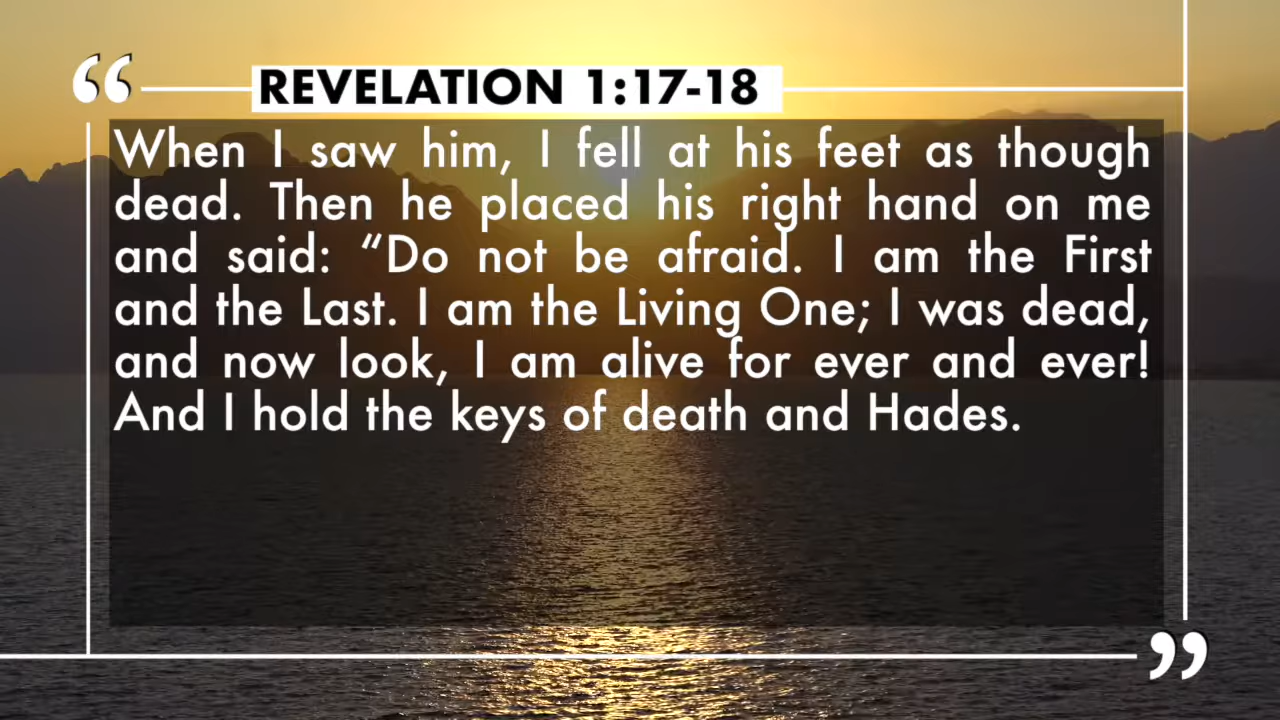 “
REVELATION 1:17-18
When I saw him, I fell at his feet as though
dead. Then he placed his right hand on me
and said: “Do not be afraid. I am the First
and the Last. I am the Living One; I was dead,
and now look, I am alive for ever and ever!
And I hold the keys of death and Hades.
”